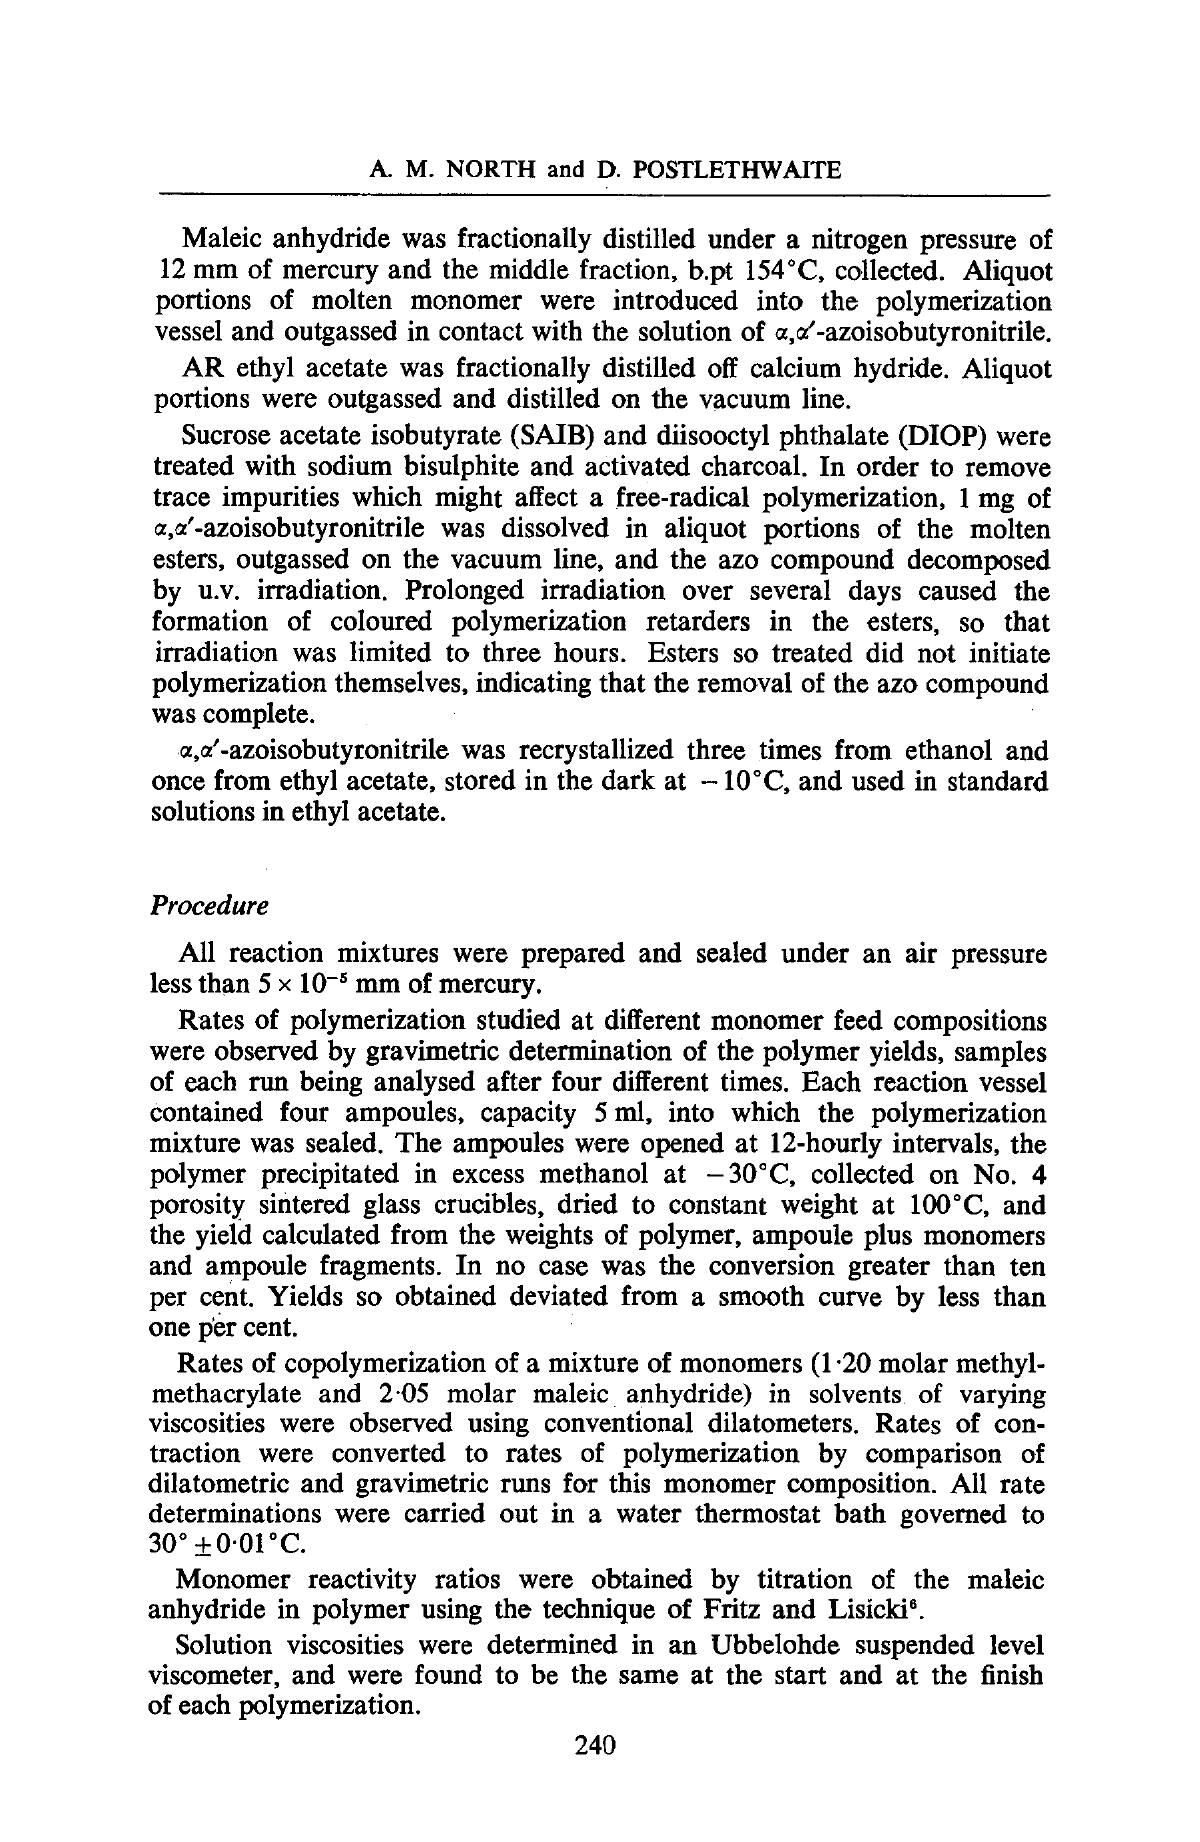 A. M. NORTH and D. POSTLETHWAITE
Maleic anhydride was fractionally distilled under a nitrogen pressure of
12 mm of mercury and the middle fraction, b.pt 154°C, collected. Aliquot
portions of molten monomer were introduced into the polymerization
vessel and outgassed in contact with the solution of α,α′-azoisobutyronitrile.
AR ethyl acetate was fractionally distilled off calcium hydride. Aliquot
portions were outgassed and distilled on the vacuum line.
Sucrose acetate isobutyrate (SAIB) and diisooctyl phthalate (DIOP) were
treated with sodium bisulphite and activated charcoal. In order to remove
trace impurities which might affect a free-radical polymerization, 1 mg of
α,α′-azoisobutyronitrile was dissolved in aliquot portions of the molten
esters, outgassed on the vacuum line, and the azo compound decomposed
by u.v. irradiation. Prolonged irradiation over several days caused the
formation of coloured polymerization retarders in the esters, so that
irradiation was limited to three hours. Esters so treated did not initiate
polymerization themselves, indicating that the removal of the azo compound
was complete.
α,α′-azoisobutyronitrile was recrystallized three times from ethanol and
once from ethyl acetate, stored in the dark at −10°C, and used in standard
solutions in ethyl acetate.
Procedure
All reaction mixtures were prepared and sealed under an air pressure
less than 5 × 10⁻⁵ mm of mercury.
Rates of polymerization studied at different monomer feed compositions
were observed by gravimetric determination of the polymer yields, samples
of each run being analysed after four different times. Each reaction vessel
contained four ampoules, capacity 5 ml, into which the polymerization
mixture was sealed. The ampoules were opened at 12-hourly intervals, the
polymer precipitated in excess methanol at −30°C, collected on No. 4
porosity sintered glass crucibles, dried to constant weight at 100°C, and
the yield calculated from the weights of polymer, ampoule plus monomers
and ampoule fragments. In no case was the conversion greater than ten
per cent. Yields so obtained deviated from a smooth curve by less than
one per cent.
Rates of copolymerization of a mixture of monomers (1·20 molar methyl-
methacrylate and 2·05 molar maleic anhydride) in solvents of varying
viscosities were observed using conventional dilatometers. Rates of con-
traction were converted to rates of polymerization by comparison of
dilatometric and gravimetric runs for this monomer composition. All rate
determinations were carried out in a water thermostat bath governed to
30° ±0·01°C.
Monomer reactivity ratios were obtained by titration of the maleic
anhydride in polymer using the technique of Fritz and Lisicki⁶.
Solution viscosities were determined in an Ubbelohde suspended level
viscometer, and were found to be the same at the start and at the finish
of each polymerization.
240